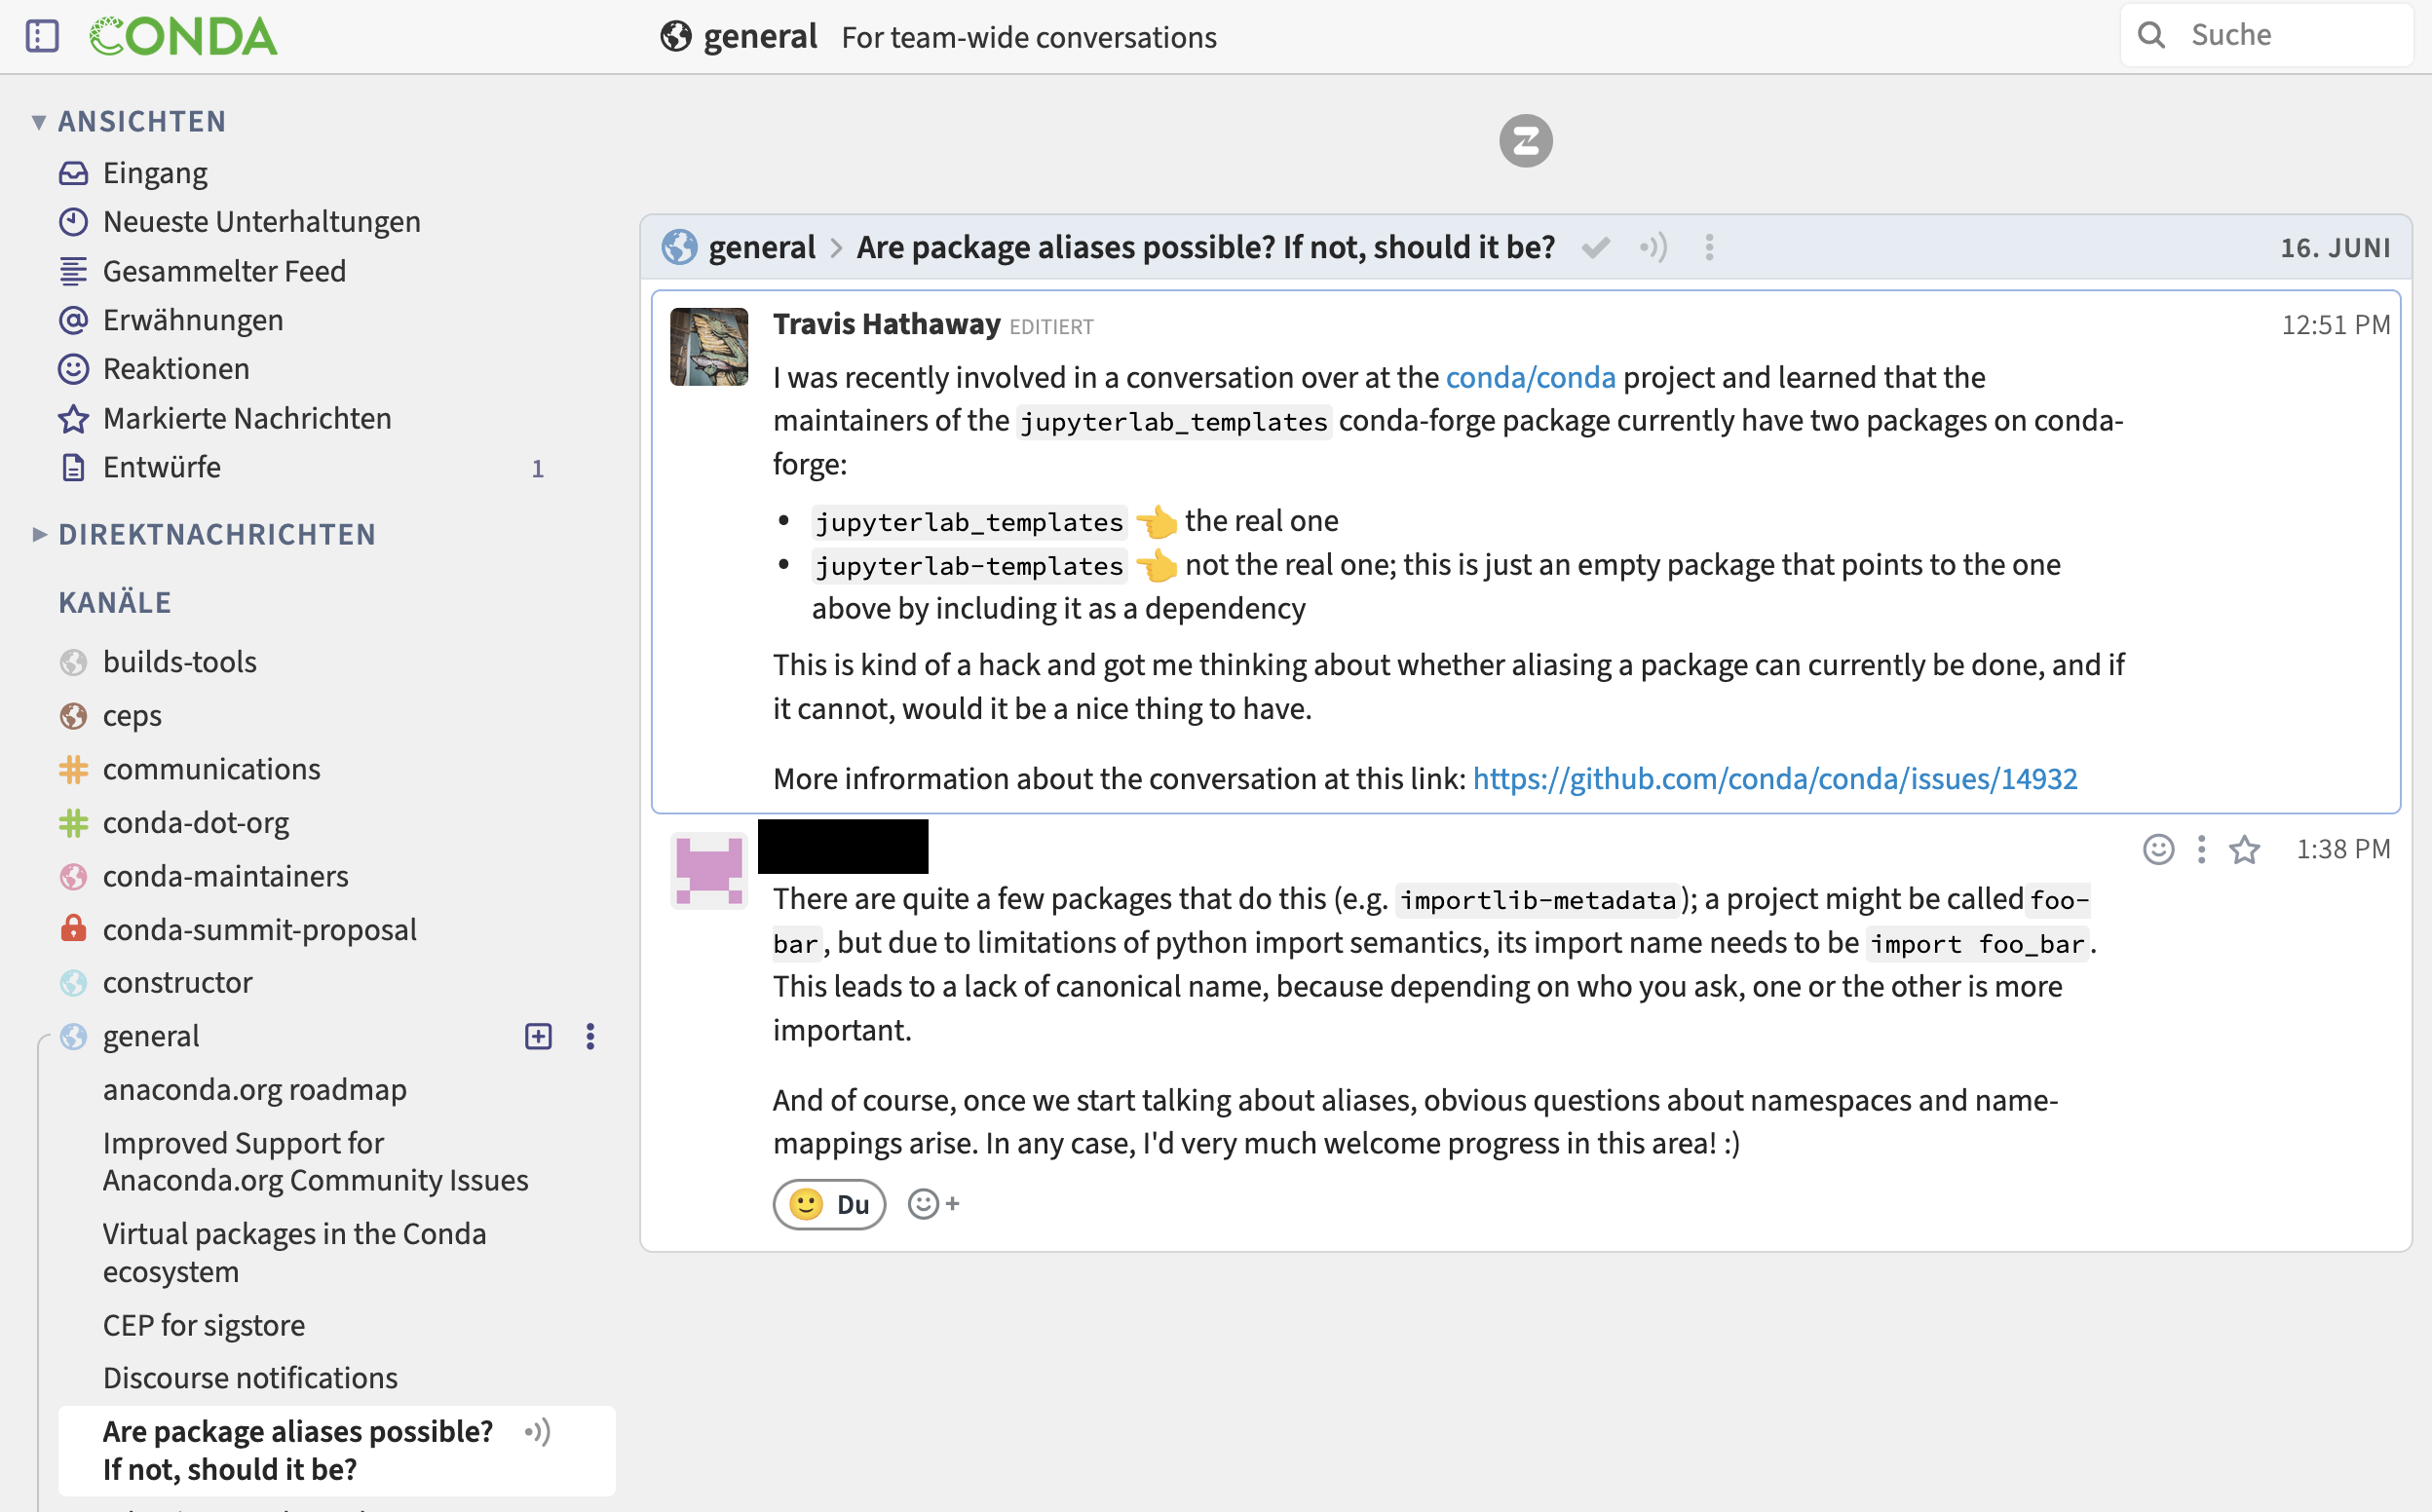 CONDA
general For team-wide conversations
Suche
ANSICHTEN
Eingang
Neueste Unterhaltungen
Gesammelter Feed
Erwähnungen
Reaktionen
Markierte Nachrichten
Entwürfe 1
DIREKTNACHRICHTEN
KANÄLE
builds-tools
ceps
communications
conda-dot-org
conda-maintainers
conda-summit-proposal
constructor
general
anaconda.org roadmap
Improved Support for
Anaconda.org Community Issues
Virtual packages in the Conda
ecosystem
CEP for sigstore
Discourse notifications
Are package aliases possible?
If not, should it be?
general > Are package aliases possible? If not, should it be?
16. JUNI
Travis Hathaway EDITIERT
12:51 PM
I was recently involved in a conversation over at the conda/conda project and learned that the
maintainers of the jupyterlab_templates conda-forge package currently have two packages on conda-
forge:
• jupyterlab_templates 👈 the real one
• jupyterlab-templates 👈 not the real one; this is just an empty package that points to the one
above by including it as a dependency
This is kind of a hack and got me thinking about whether aliasing a package can currently be done, and if
it cannot, would it be a nice thing to have.
More infrormation about the conversation at this link: https://github.com/conda/conda/issues/14932
1:38 PM
There are quite a few packages that do this (e.g. importlib-metadata); a project might be called foo-
bar, but due to limitations of python import semantics, its import name needs to be import foo_bar.
This leads to a lack of canonical name, because depending on who you ask, one or the other is more
important.
And of course, once we start talking about aliases, obvious questions about namespaces and name-
mappings arise. In any case, I'd very much welcome progress in this area! :)
🙂 Du